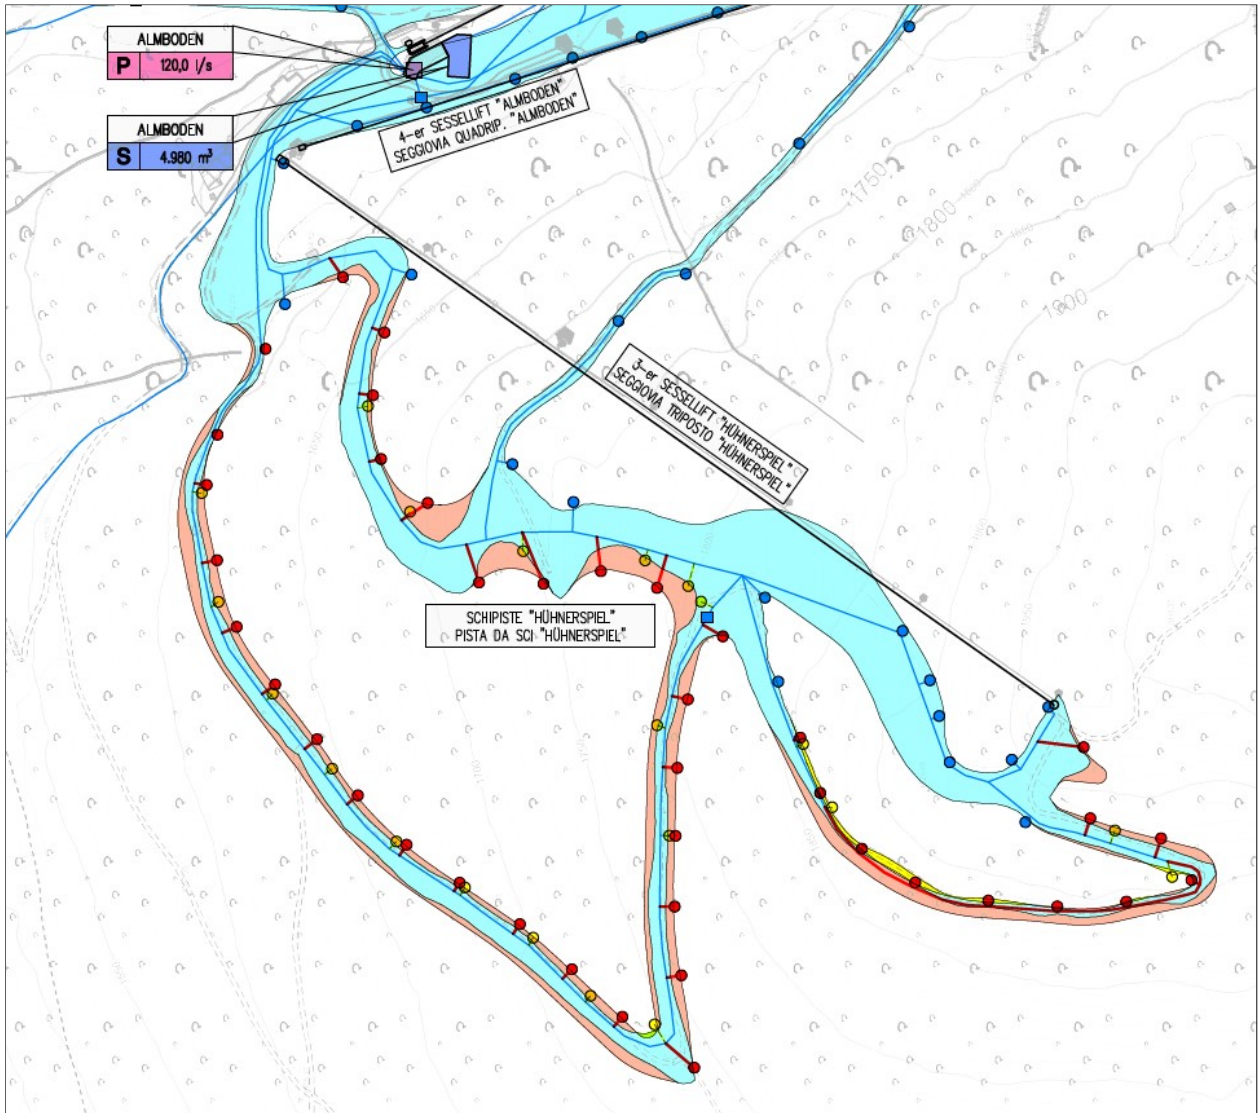 ALMBODEN
P 120,0 l/s
ALMBODEN
S 4.980 m³
4-er SESSELLIFT "ALMBODEN"
SEGGIOVIA QUADRIP. "ALMBODEN"
1750
1800
1900
3-er SESSELLIFT "HÜHNERSPIEL"
SEGGIOVIA TRIPOSTO "HÜHNERSPIEL"
SCHIPISTE "HÜHNERSPIEL"
PISTA DA SCI "HÜHNERSPIEL"